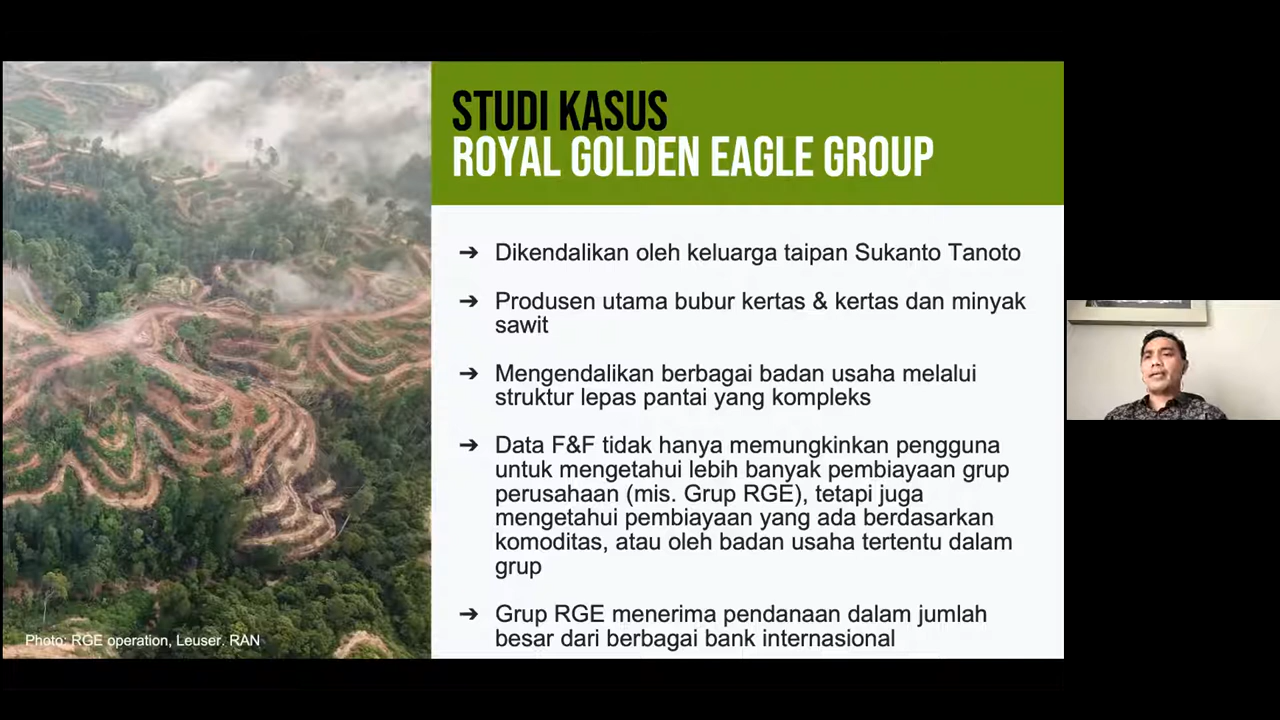 STUDI KASUS
ROYAL GOLDEN EAGLE GROUP
➔ Dikendalikan oleh keluarga taipan Sukanto Tanoto
➔ Produsen utama bubur kertas & kertas dan minyak
sawit
➔ Mengendalikan berbagai badan usaha melalui
struktur lepas pantai yang kompleks
➔ Data F&F tidak hanya memungkinkan pengguna
untuk mengetahui lebih banyak pembiayaan grup
perusahaan (mis. Grup RGE), tetapi juga
mengetahui pembiayaan yang ada berdasarkan
komoditas, atau oleh badan usaha tertentu dalam
grup
➔ Grup RGE menerima pendanaan dalam jumlah
besar dari berbagai bank internasional
Photo: RGE operation, Leuser. RAN